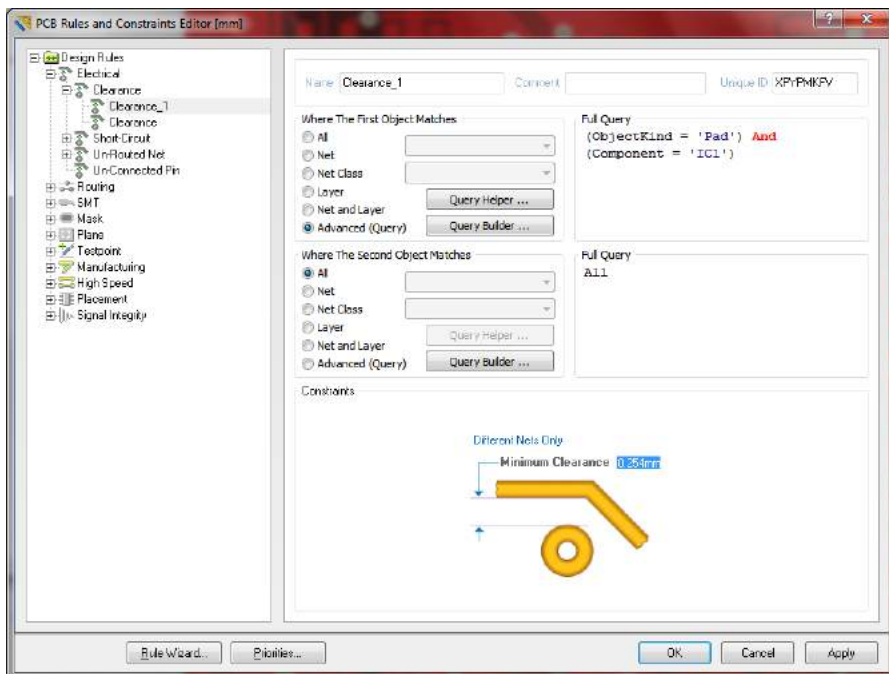 PCB Rules and Constraints Editor [mm]
Design Rules
Electrical
Clearance
Clearance_1
Clearance
Short-Circuit
Un-Routed Net
Un-Connected Pin
Routing
SMT
Mask
Plane
Testpoint
Manufacturing
High Speed
Placement
Signal Integrity
Name Clearance_1 Comment Unique ID XPYPMKFV
Where The First Object Matches
All
Net
Net Class
Layer
Net and Layer
Advanced (Query)
Query Helper ...
Query Builder ...
Full Query
(ObjectKind = 'Pad') And
(Component = 'IC1')
Where The Second Object Matches
All
Net
Net Class
Layer
Net and Layer
Advanced (Query)
Query Helper ...
Query Builder ...
Full Query
All
Constraints
Different Nets Only
Minimum Clearance 0.254mm
Rule Wizard... Priorities... OK Cancel Apply